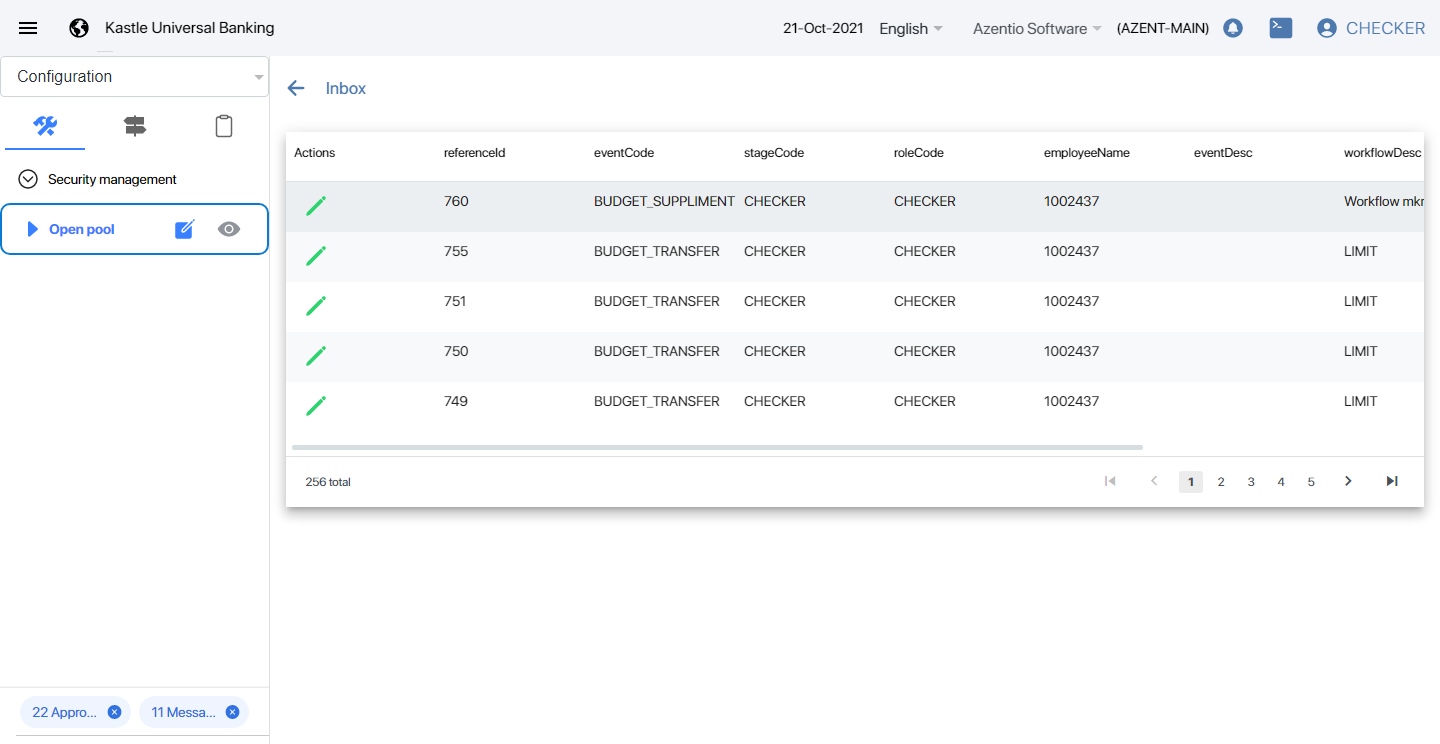 Kastle Universal Banking 21-Oct-2021 English Azentio Software (AZENT-MAIN) CHECKER
Configuration
Security management
Open pool
22 Appro... 11 Messa...
Inbox
Actions referenceId eventCode stageCode roleCode employeeName eventDesc workflowDesc
760 BUDGET_SUPPLIMENT CHECKER CHECKER 1002437 Workflow mkr
755 BUDGET_TRANSFER CHECKER CHECKER 1002437 LIMIT
751 BUDGET_TRANSFER CHECKER CHECKER 1002437 LIMIT
750 BUDGET_TRANSFER CHECKER CHECKER 1002437 LIMIT
749 BUDGET_TRANSFER CHECKER CHECKER 1002437 LIMIT
256 total 1 2 3 4 5